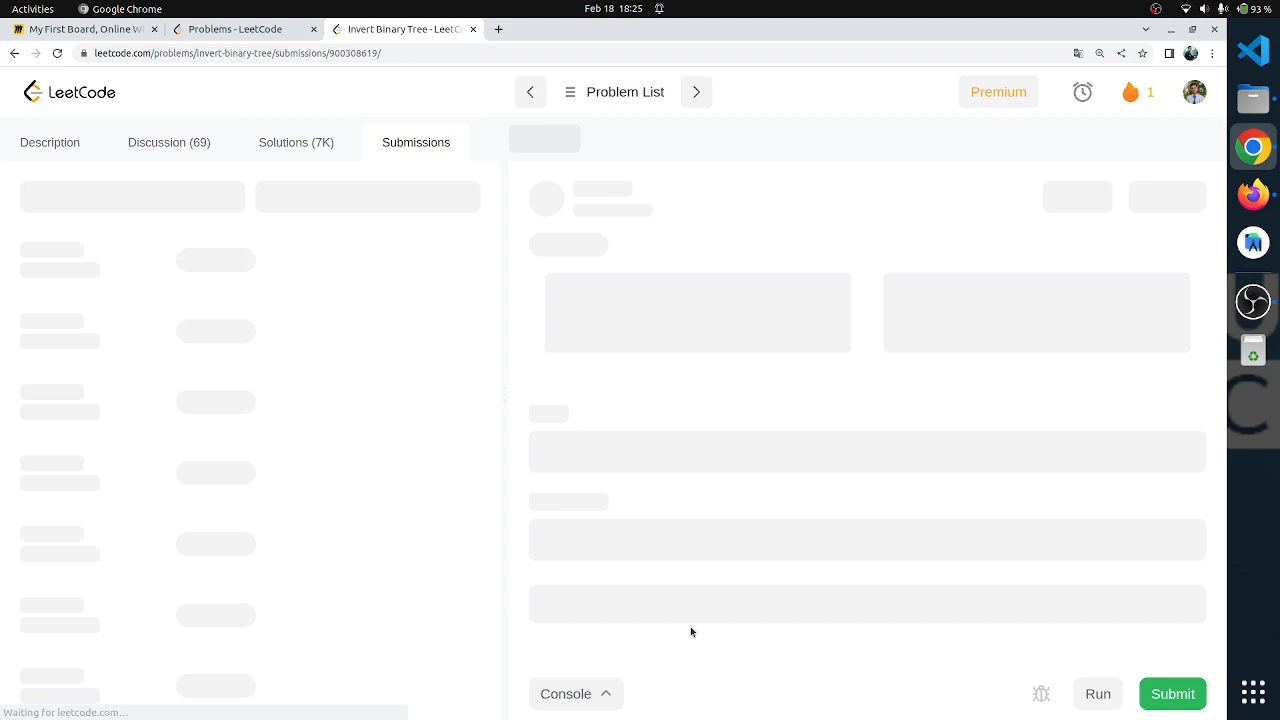 Activities
Google Chrome
Feb 18 18:25
93 %
My First Board, Online W
Problems - LeetCode
Invert Binary Tree - LeetC
leetcode.com/problems/invert-binary-tree/submissions/900308619/
LeetCode
Problem List
Premium
1
Description
Discussion (69)
Solutions (7K)
Submissions
Console
Run
Submit
Waiting for leetcode.com...